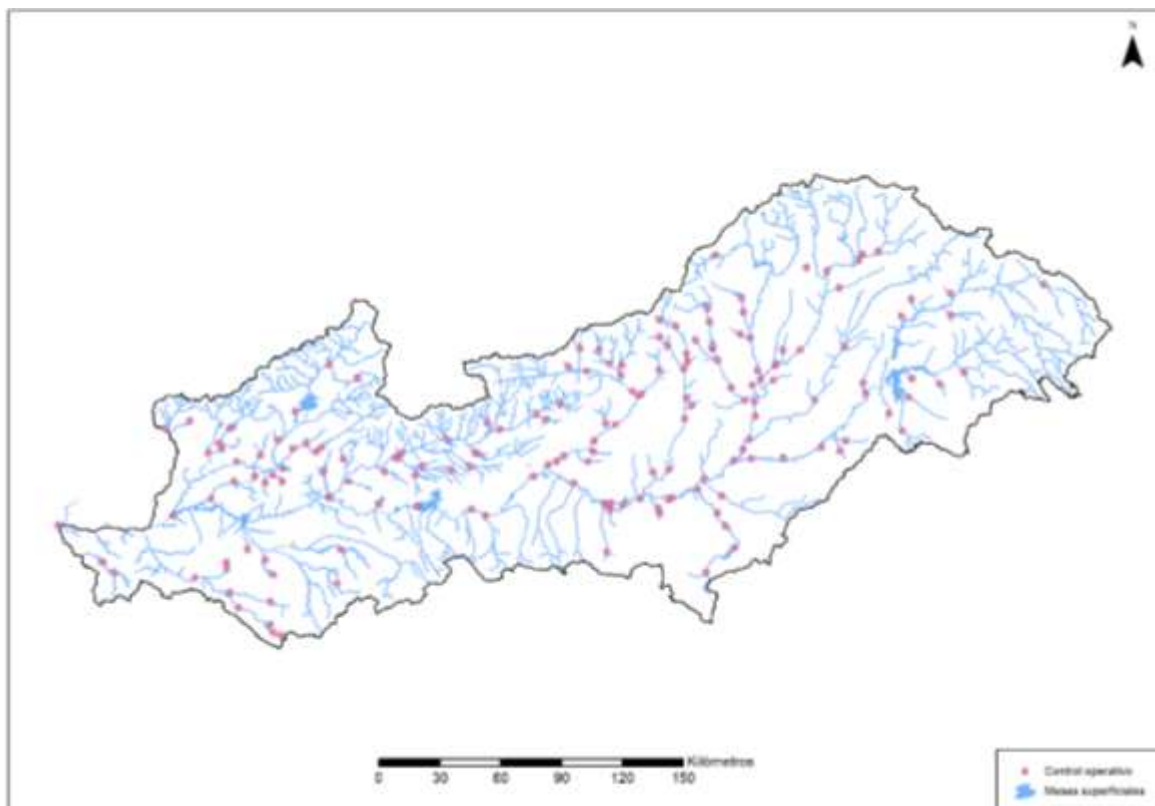 N
Kilómetros
0 30 60 90 120 150
Control operativo
Masas superficiales